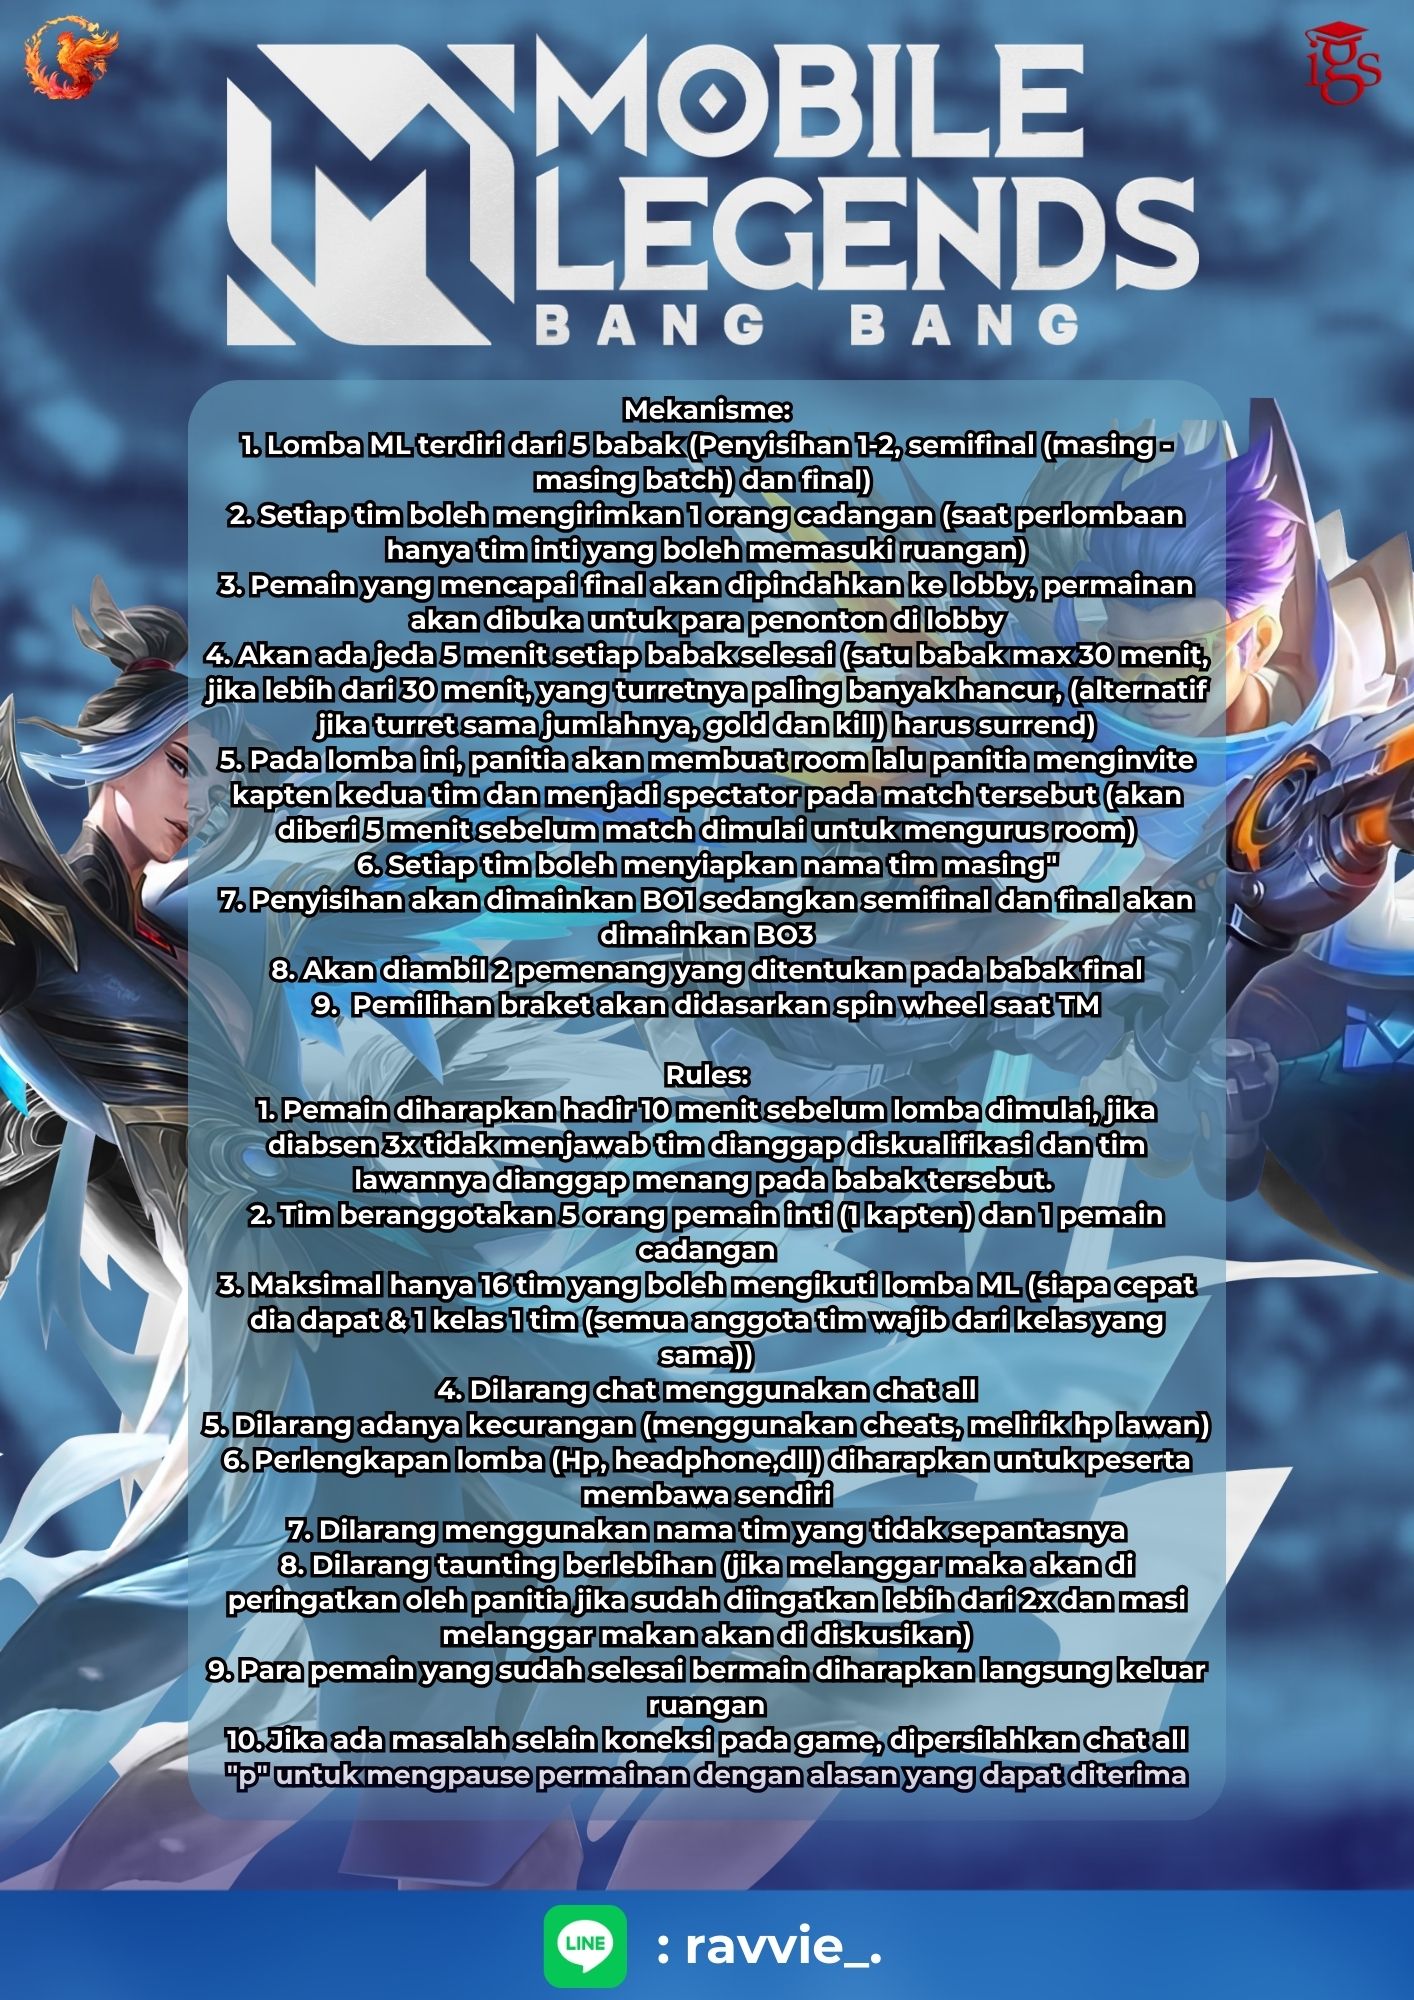 igs
MOBILE
LEGENDS
BANG BANG
Mekanisme:
1. Lomba ML terdiri dari 5 babak (Penyisihan 1-2, semifinal (masing -
masing batch) dan final)
2. Setiap tim boleh mengirimkan 1 orang cadangan (saat perlombaan
hanya tim inti yang boleh memasuki ruangan)
3. Pemain yang mencapai final akan dipindahkan ke lobby, permainan
akan dibuka untuk para penonton di lobby
4. Akan ada jeda 5 menit setiap babak selesai (satu babak max 30 menit,
jika lebih dari 30 menit, yang turretnya paling banyak hancur, (alternatif
jika turret sama jumlahnya, gold dan kill) harus surrend)
5. Pada lomba ini, panitia akan membuat room lalu panitia menginvite
kapten kedua tim dan menjadi spectator pada match tersebut (akan
diberi 5 menit sebelum match dimulai untuk mengurus room)
6. Setiap tim boleh menyiapkan nama tim masing"
7. Penyisihan akan dimainkan BO1 sedangkan semifinal dan final akan
dimainkan BO3
8. Akan diambil 2 pemenang yang ditentukan pada babak final
9.  Pemilihan braket akan didasarkan spin wheel saat TM
Rules:
1. Pemain diharapkan hadir 10 menit sebelum lomba dimulai, jika
diabsen 3x tidak menjawab tim dianggap diskualifikasi dan tim
lawannya dianggap menang pada babak tersebut.
2. Tim beranggotakan 5 orang pemain inti (1 kapten) dan 1 pemain
cadangan
3. Maksimal hanya 16 tim yang boleh mengikuti lomba ML (siapa cepat
dia dapat & 1 kelas 1 tim (semua anggota tim wajib dari kelas yang
sama))
4. Dilarang chat menggunakan chat all
5. Dilarang adanya kecurangan (menggunakan cheats, melirik hp lawan)
6. Perlengkapan lomba (Hp, headphone,dll) diharapkan untuk peserta
membawa sendiri
7. Dilarang menggunakan nama tim yang tidak sepantasnya
8. Dilarang taunting berlebihan (jika melanggar maka akan di
peringatkan oleh panitia jika sudah diingatkan lebih dari 2x dan masi
melanggar makan akan di diskusikan)
9. Para pemain yang sudah selesai bermain diharapkan langsung keluar
ruangan
10. Jika ada masalah selain koneksi pada game, dipersilahkan chat all
"p" untuk mengpause permainan dengan alasan yang dapat diterima
LINE : ravvie_.